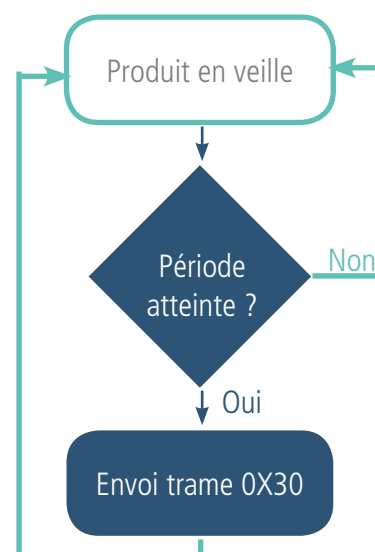 Produit en veille
Période
atteinte ?
Non
Oui
Envoi trame 0X30